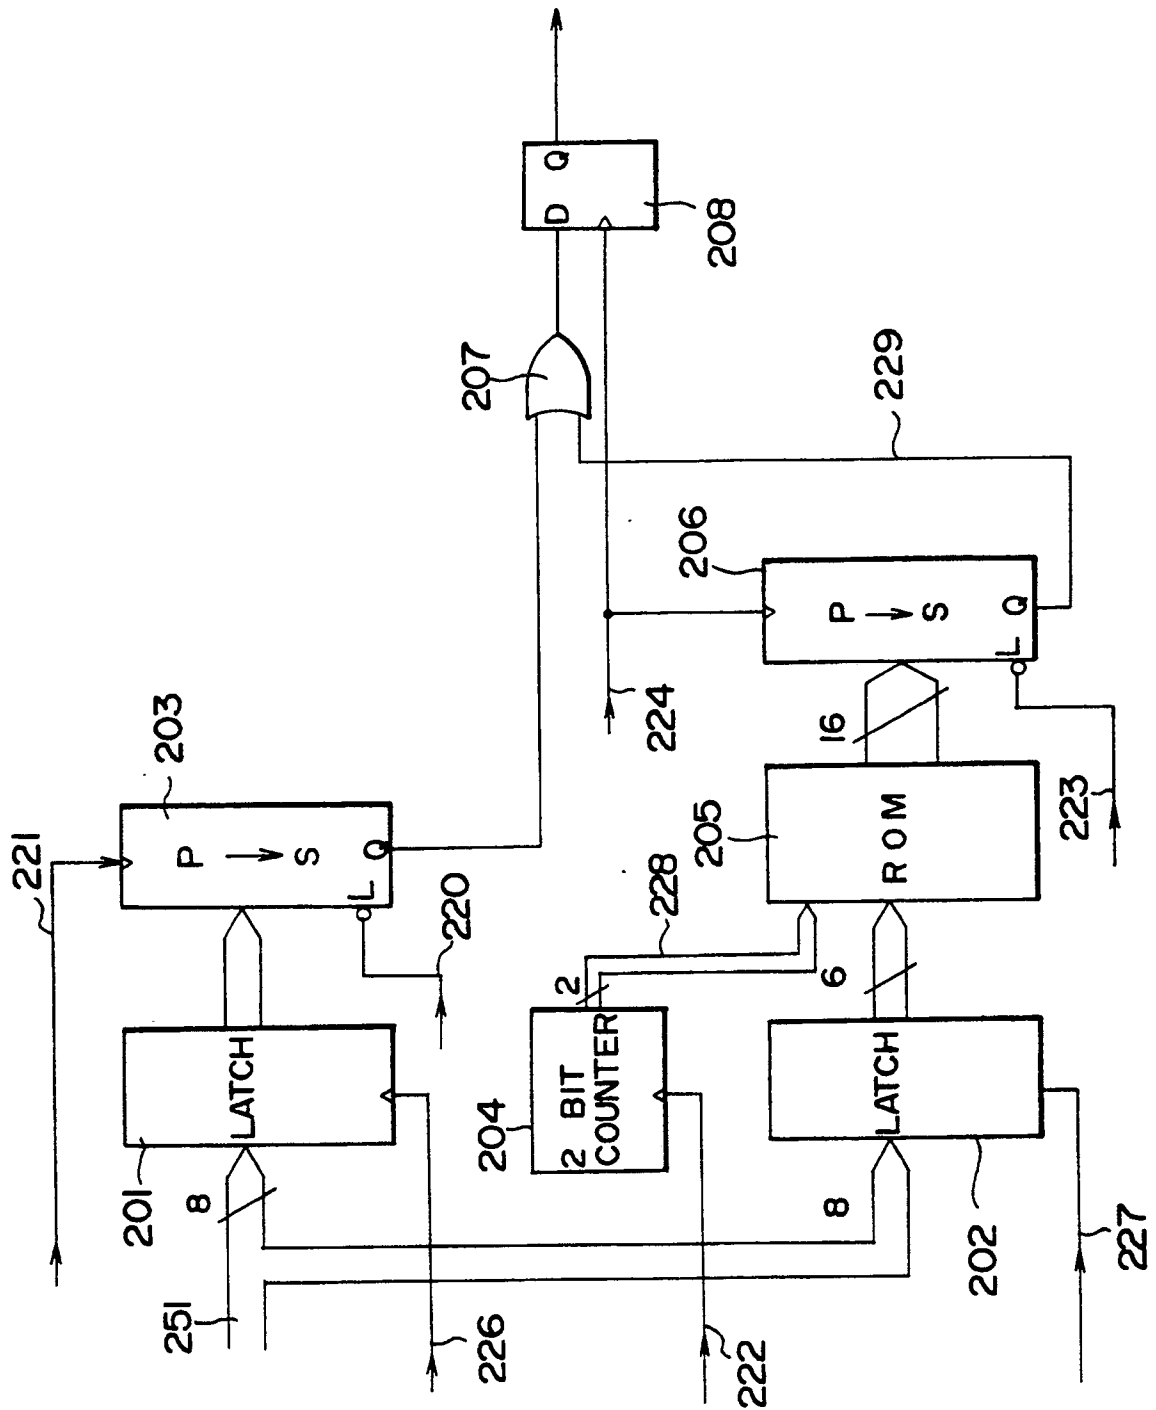 221
203
P → S
L
Q
220
LATCH
201
8
251
226
207
D
Q
208
229
224
206
P → S
L
Q
223
16
205
ROM
228
2
204
2 BIT
COUNTER
222
6
LATCH
8
202
227